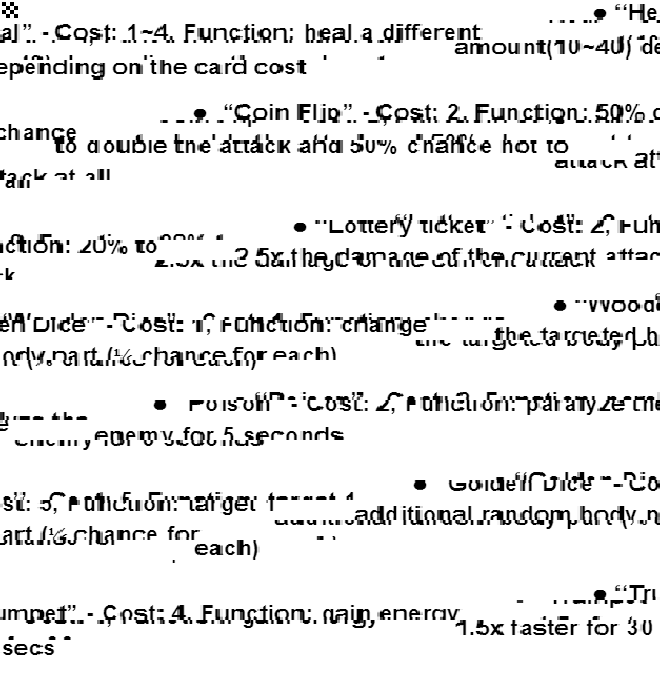 ● “Heal” - Cost: 1~4, Function: heal a different amount(10~40) depending on the card cost
● “Coin Flip” - Cost: 2, Function: 50% chance to double the attack and 50% chance not to attack at all
● “Lottery ticket” - Cost: 2, Function: 20% to 2.5x the damage of the current attack
● “Wooden Dice” - Cost: 1, Function: change the targeted body part (⅙ chance for each)
● “Poison” - Cost: 2, Function: paralyze the enemy for 5 seconds
● “Golden Dice” - Cost: 5, Function: target 1 additional random body part (⅙ chance for each)
● “Trumpet” - Cost: 4, Function: gain energy 1.5x faster for 30 secs